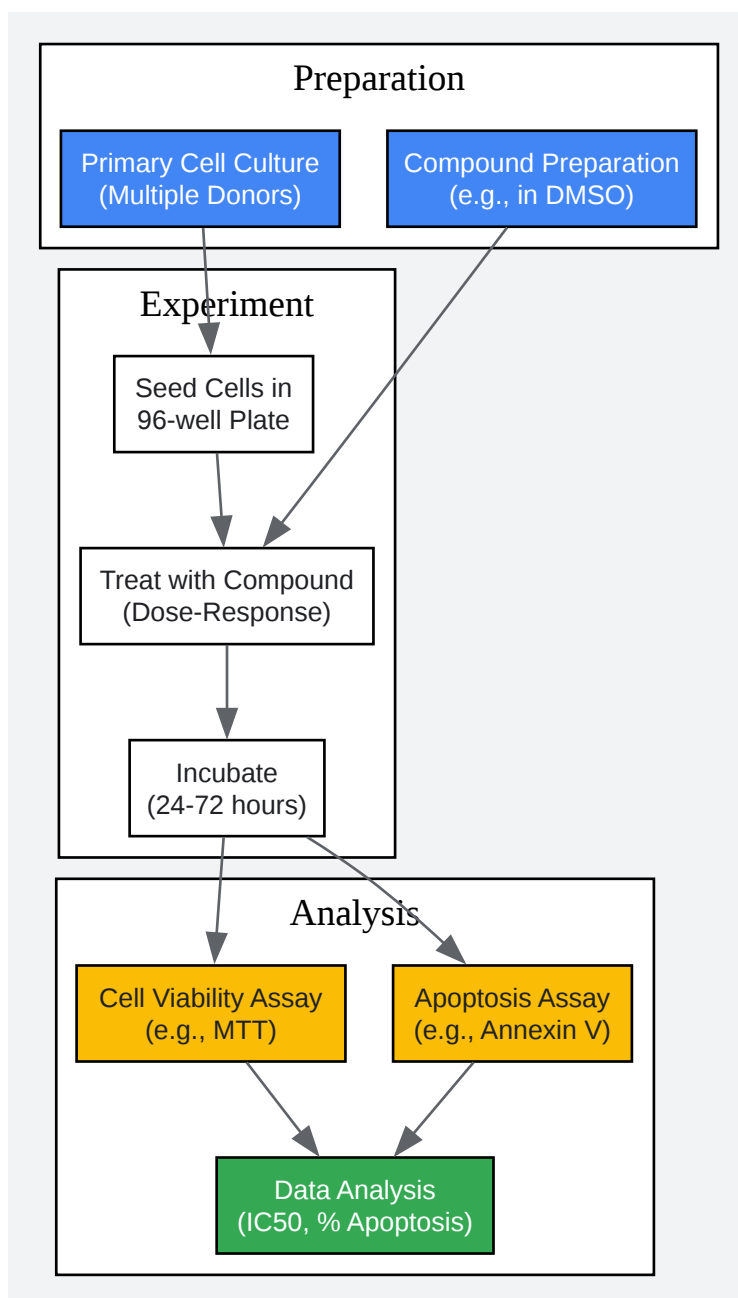 Preparation
Primary Cell Culture
(Multiple Donors)
Compound Preparation
(e.g., in DMSO)
Experiment
Seed Cells in
96-well Plate
Treat with Compound
(Dose-Response)
Incubate
(24-72 hours)
Analysis
Cell Viability Assay
(e.g., MTT)
Apoptosis Assay
(e.g., Annexin V)
Data Analysis
(IC50, % Apoptosis)